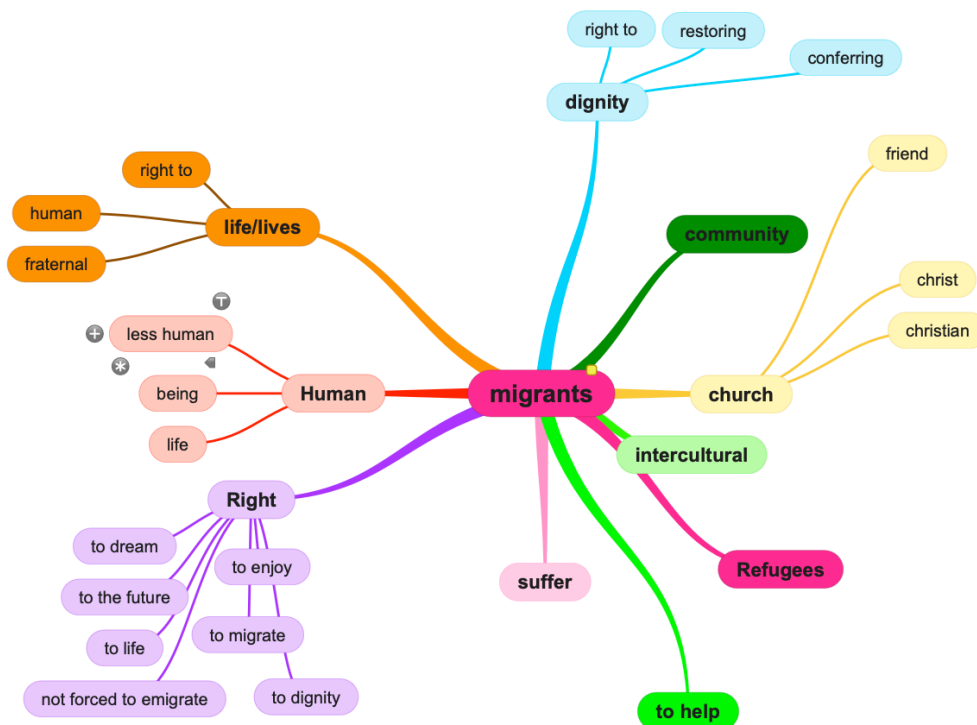 right to
restoring
conferring
dignity
friend
right to
human
life/lives
community
fraternal
christ
less human
christian
being
Human
migrants
church
life
intercultural
Right
to dream
to enjoy
Refugees
suffer
to the future
to migrate
to life
not forced to emigrate
to dignity
to help